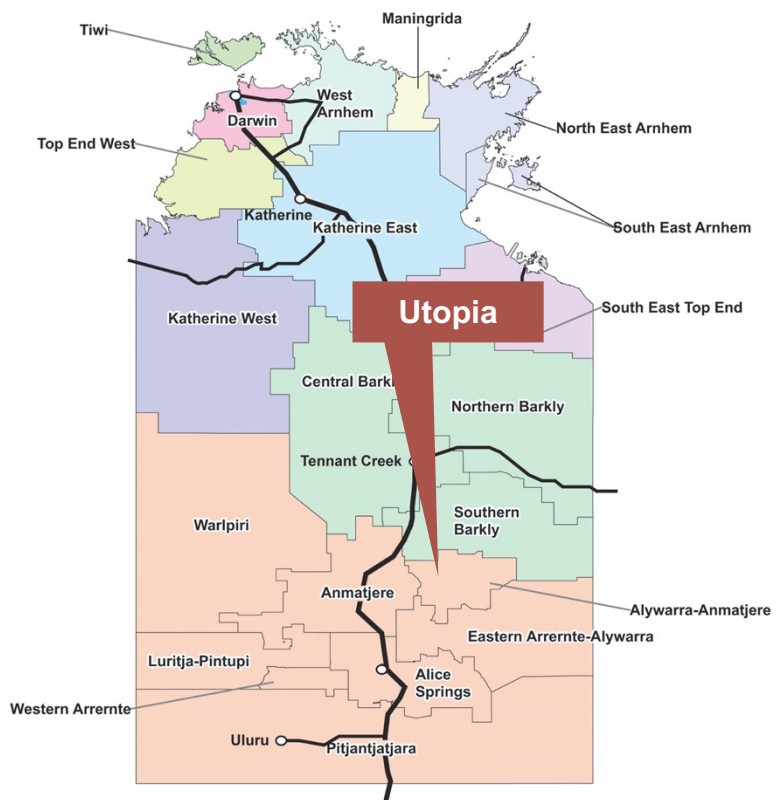 Maningrida
Tiwi
West
Arnhem
Darwin
North East Arnhem
Top End West
Katherine
Katherine East
South East Arnhem
Utopia
South East Top End
Katherine West
Central Barkl
Northern Barkly
Tennant Creek
Southern
Barkly
Warlpiri
Anmatjere
Alywarra-Anmatjere
Eastern Arrernte-Alywarra
Luritja-Pintupi
Alice
Springs
Western Arrernte
Uluru
Pitjantjatjara